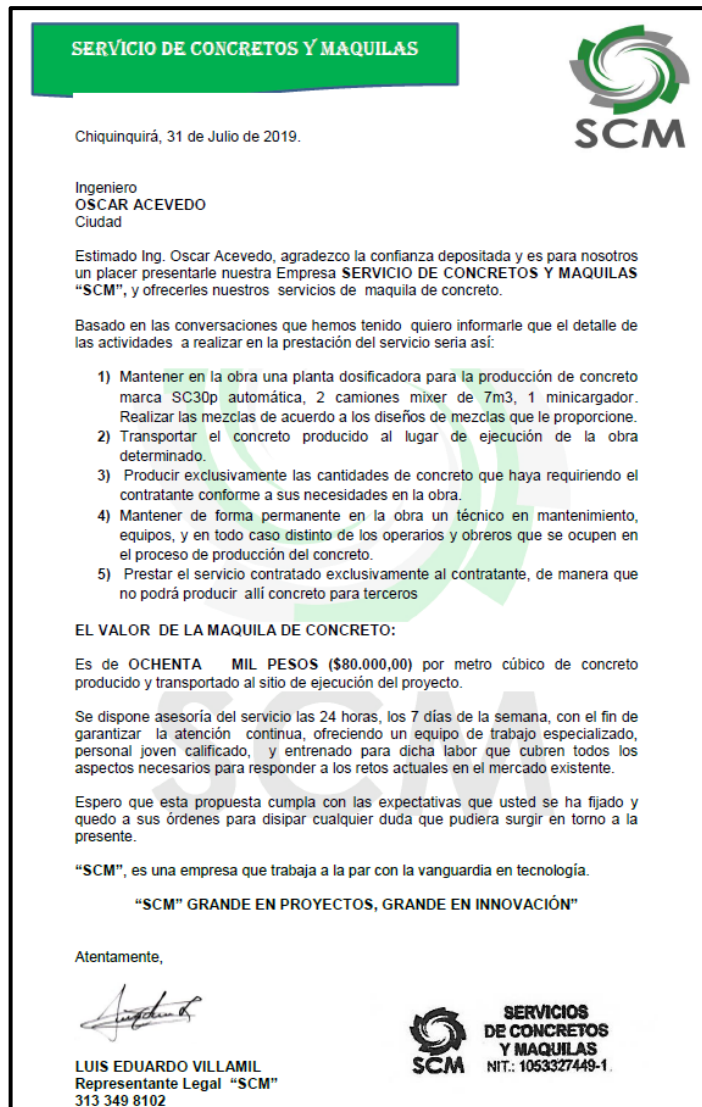 SERVICIO DE CONCRETOS Y MAQUILAS
SCM
Chiquinquirá, 31 de Julio de 2019.
Ingeniero
OSCAR ACEVEDO
Ciudad
Estimado Ing. Oscar Acevedo, agradezco la confianza depositada y es para nosotros
un placer presentarle nuestra Empresa SERVICIO DE CONCRETOS Y MAQUILAS
“SCM”, y ofrecerles nuestros servicios de maquila de concreto.
Basado en las conversaciones que hemos tenido quiero informarle que el detalle de
las actividades a realizar en la prestación del servicio seria así:
1) Mantener en la obra una planta dosificadora para la producción de concreto
marca SC30p automática, 2 camiones mixer de 7m3, 1 minicargador.
Realizar las mezclas de acuerdo a los diseños de mezclas que le proporcione.
2) Transportar el concreto producido al lugar de ejecución de la obra
determinado.
3) Producir exclusivamente las cantidades de concreto que haya requiriendo el
contratante conforme a sus necesidades en la obra.
4) Mantener de forma permanente en la obra un técnico en mantenimiento,
equipos, y en todo caso distinto de los operarios y obreros que se ocupen en
el proceso de producción del concreto.
5) Prestar el servicio contratado exclusivamente al contratante, de manera que
no podrá producir allí concreto para terceros
EL VALOR DE LA MAQUILA DE CONCRETO:
Es de OCHENTA MIL PESOS ($80.000,00) por metro cúbico de concreto
producido y transportado al sitio de ejecución del proyecto.
Se dispone asesoría del servicio las 24 horas, los 7 días de la semana, con el fin de
garantizar la atención continua, ofreciendo un equipo de trabajo especializado,
personal joven calificado, y entrenado para dicha labor que cubren todos los
aspectos necesarios para responder a los retos actuales en el mercado existente.
Espero que esta propuesta cumpla con las expectativas que usted se ha fijado y
quedo a sus órdenes para disipar cualquier duda que pudiera surgir en torno a la
presente.
“SCM”, es una empresa que trabaja a la par con la vanguardia en tecnología.
“SCM” GRANDE EN PROYECTOS, GRANDE EN INNOVACIÓN”
SCM
Atentamente,
LUIS EDUARDO VILLAMIL
Representante Legal “SCM”
313 349 8102
SCM
SERVICIOS
DE CONCRETOS
Y MAQUILAS
NIT.: 1053327449-1